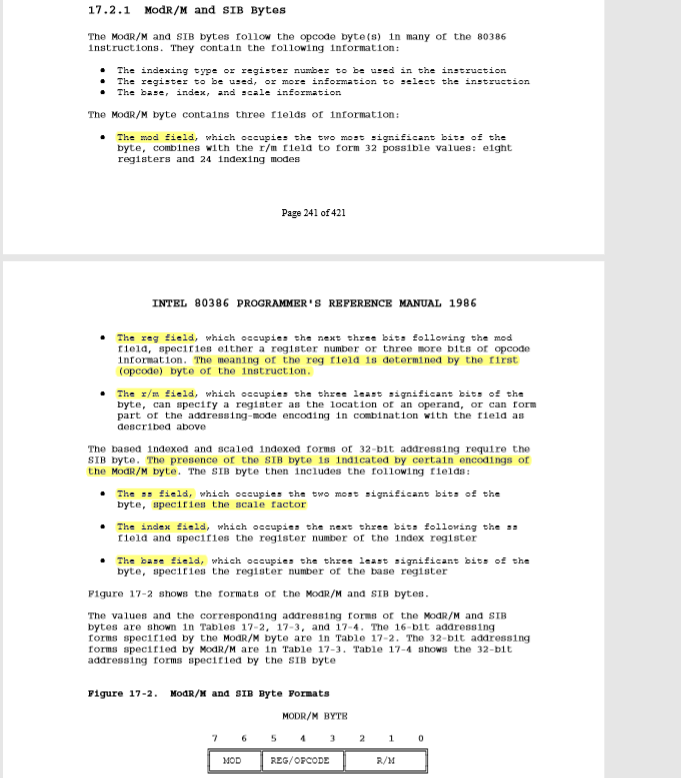 17.2.1 ModR/M and SIB Bytes
The ModR/M and SIB bytes follow the opcode byte(s) in many of the 80386
instructions. They contain the following information:
• The indexing type or register number to be used in the instruction
• The register to be used, or more information to select the instruction
• The base, index, and scale information
The ModR/M byte contains three fields of information:
• The mod field, which occupies the two most significant bits of the
byte, combines with the r/m field to form 32 possible values: eight
registers and 24 indexing modes
Page 241 of 421
INTEL 80386 PROGRAMMER'S REFERENCE MANUAL 1986
• The reg field, which occupies the next three bits following the mod
field, specifies either a register number or three more bits of opcode
information. The meaning of the reg field is determined by the first
(opcode) byte of the instruction.
• The r/m field, which occupies the three least significant bits of the
byte, can specify a register as the location of an operand, or can form
part of the addressing-mode encoding in combination with the field as
described above
The based indexed and scaled indexed forms of 32-bit addressing require the
SIB byte. The presence of the SIB byte is indicated by certain encodings of
the ModR/M byte. The SIB byte then includes the following fields:
• The ss field, which occupies the two most significant bits of the
byte, specifies the scale factor
• The index field, which occupies the next three bits following the ss
field and specifies the register number of the index register
• The base field, which occupies the three least significant bits of the
byte, specifies the register number of the base register
Figure 17-2 shows the formats of the ModR/M and SIB bytes.
The values and the corresponding addressing forms of the ModR/M and SIB
bytes are shown in Tables 17-2, 17-3, and 17-4. The 16-bit addressing
forms specified by the ModR/M byte are in Table 17-2. The 32-bit addressing
forms specified by ModR/M are in Table 17-3. Table 17-4 shows the 32-bit
addressing forms specified by the SIB byte
Figure 17-2. ModR/M and SIB Byte Formats
MODR/M BYTE
7 6 5 4 3 2 1 0
MOD REG/OPCODE R/M